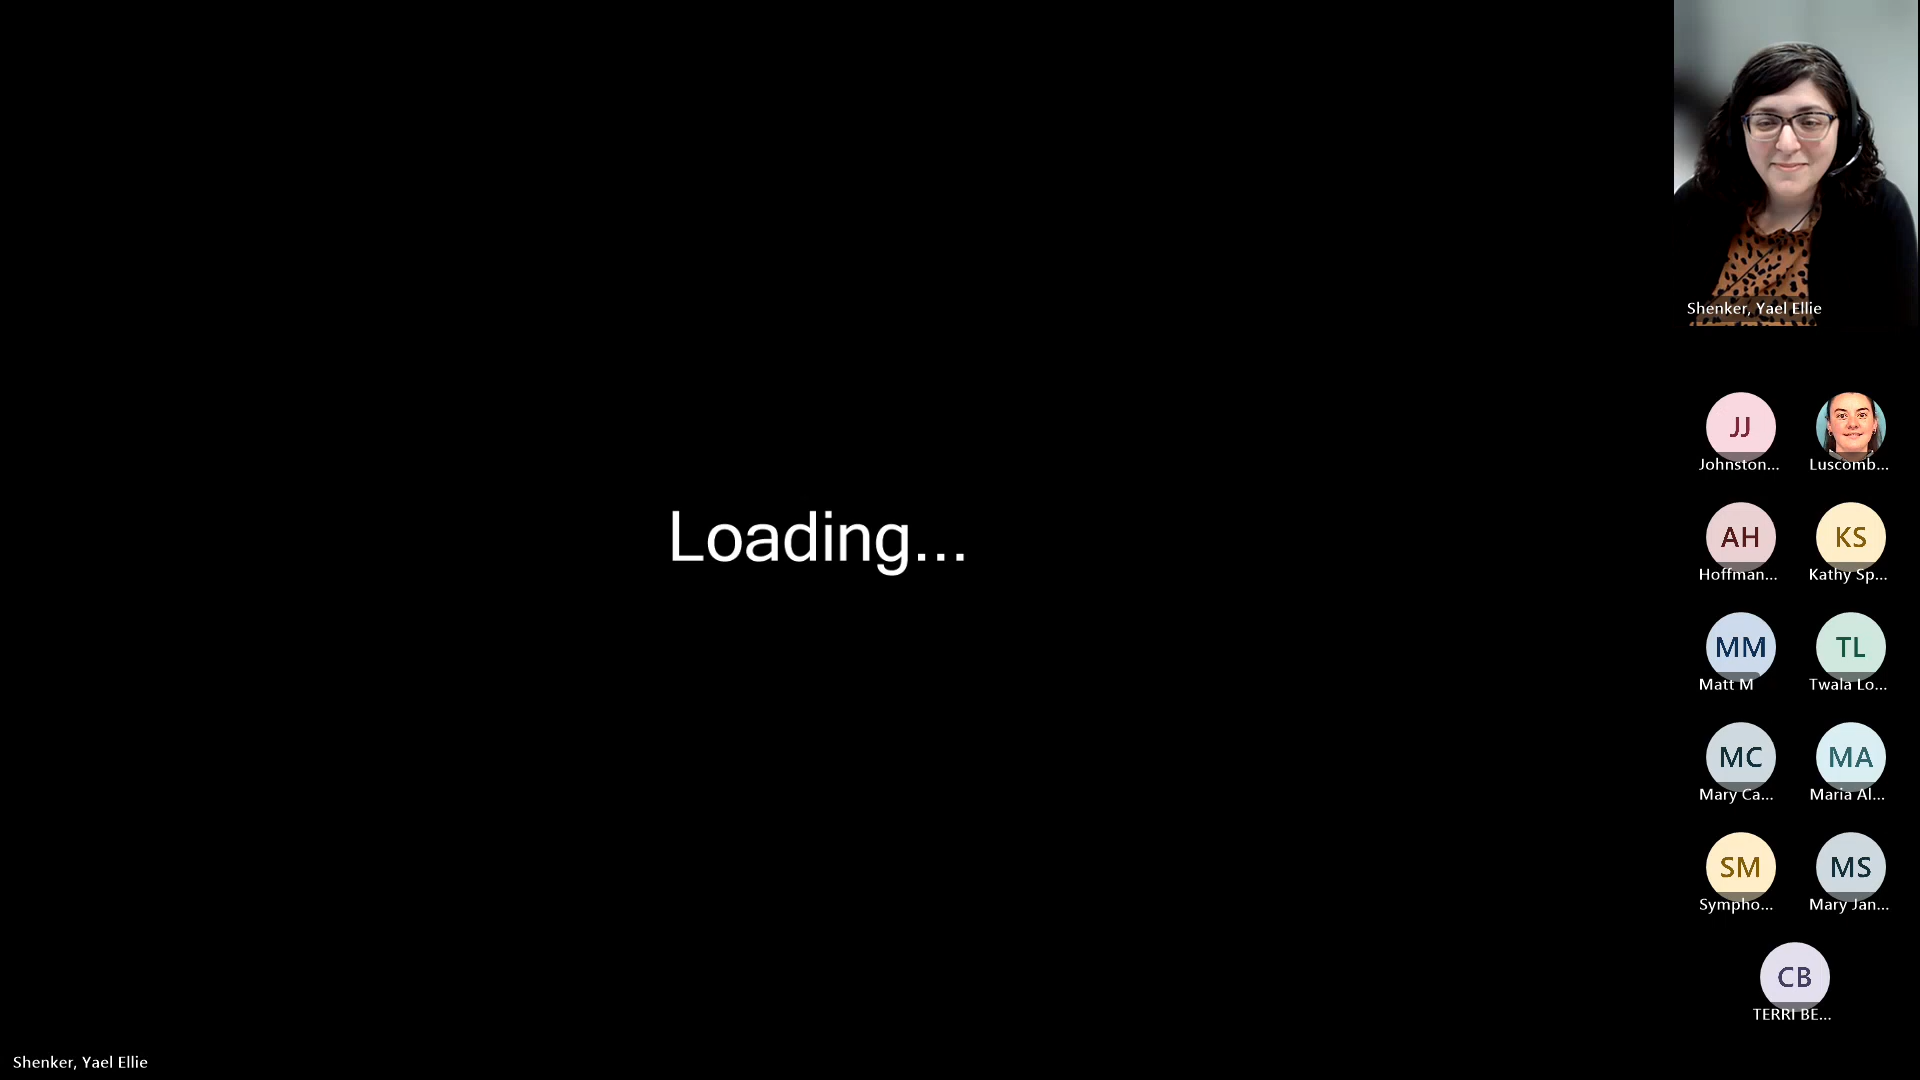 Shenker, Yael Ellie
JJ
Johnston...
Luscomb...
AH
KS
Hoffman...
Kathy Sp...
MM
TL
Matt M
Twala Lo...
MC
MA
Mary Ca...
Maria Al...
SM
MS
Sympho...
Mary Jan...
CB
TERRI BE...
Loading...
Shenker, Yael Ellie